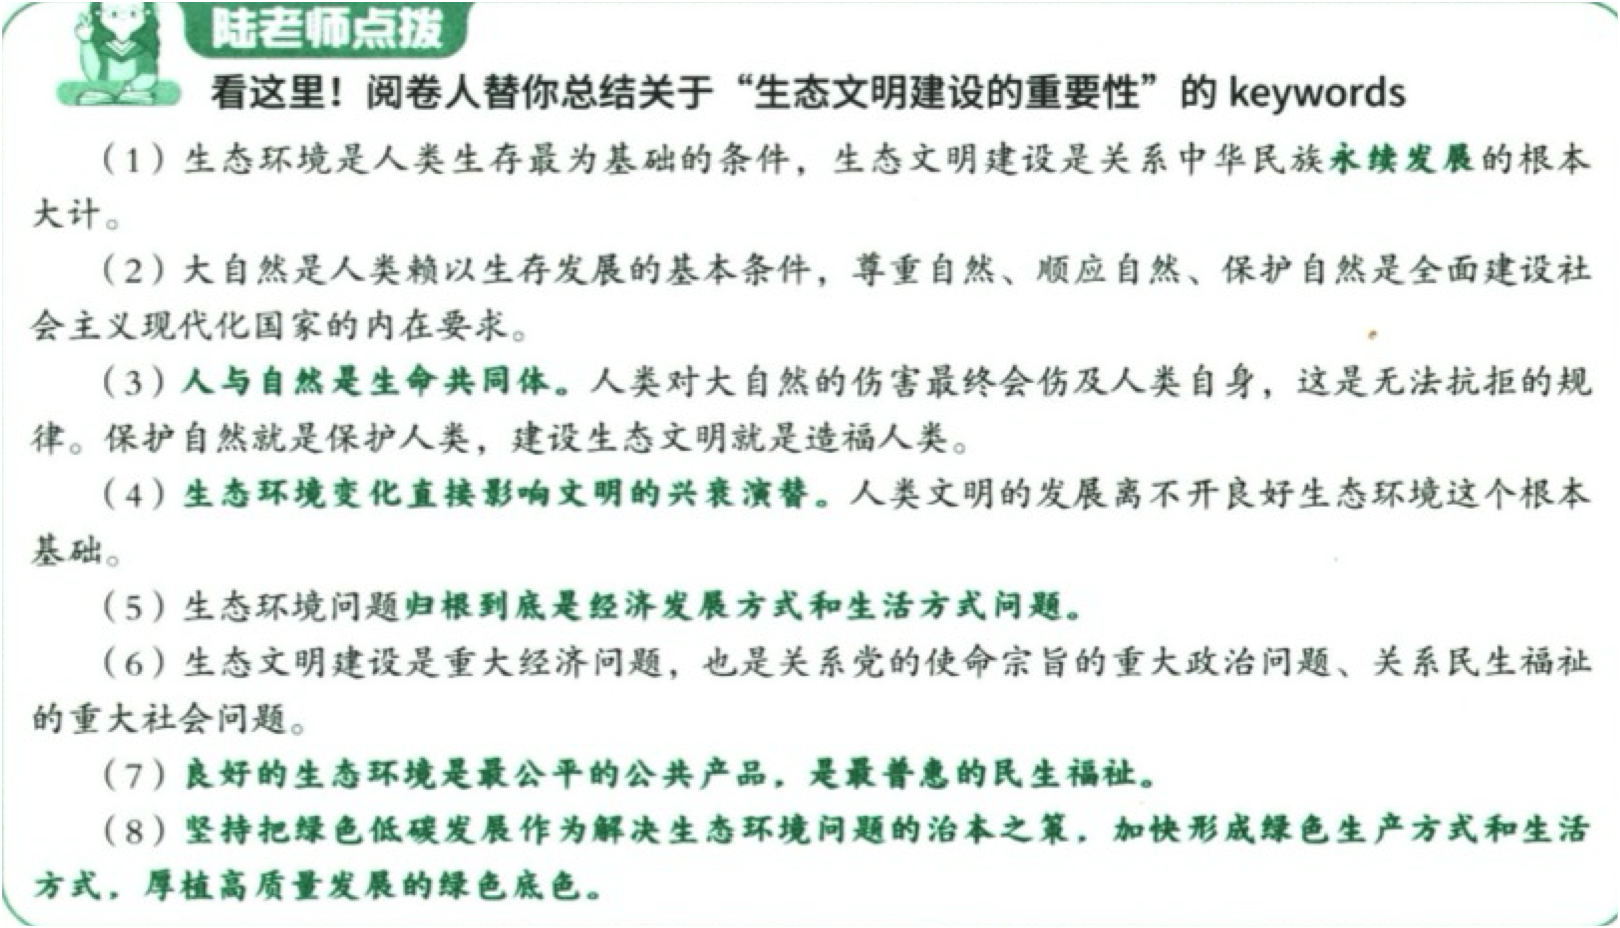 陆老师点拨
看这里！阅卷人替你总结关于“生态文明建设的重要性”的 keywords
（1）生态环境是人类生存最为基础的条件，生态文明建设是关系中华民族永续发展的根本
大计。
（2）大自然是人类赖以生存发展的基本条件，尊重自然、顺应自然、保护自然是全面建设社
会主义现代化国家的内在要求。
（3）人与自然是生命共同体。人类对大自然的伤害最终会伤及人类自身，这是无法抗拒的规
律。保护自然就是保护人类，建设生态文明就是造福人类。
（4）生态环境变化直接影响文明的兴衰演替。人类文明的发展离不开良好生态环境这个根本
基础。
（5）生态环境问题归根到底是经济发展方式和生活方式问题。
（6）生态文明建设是重大经济问题，也是关系党的使命宗旨的重大政治问题、关系民生福祉
的重大社会问题。
（7）良好的生态环境是最公平的公共产品，是最普惠的民生福祉。
（8）坚持把绿色低碳发展作为解决生态环境问题的治本之策，加快形成绿色生产方式和生活
方式，厚植高质量发展的绿色底色。